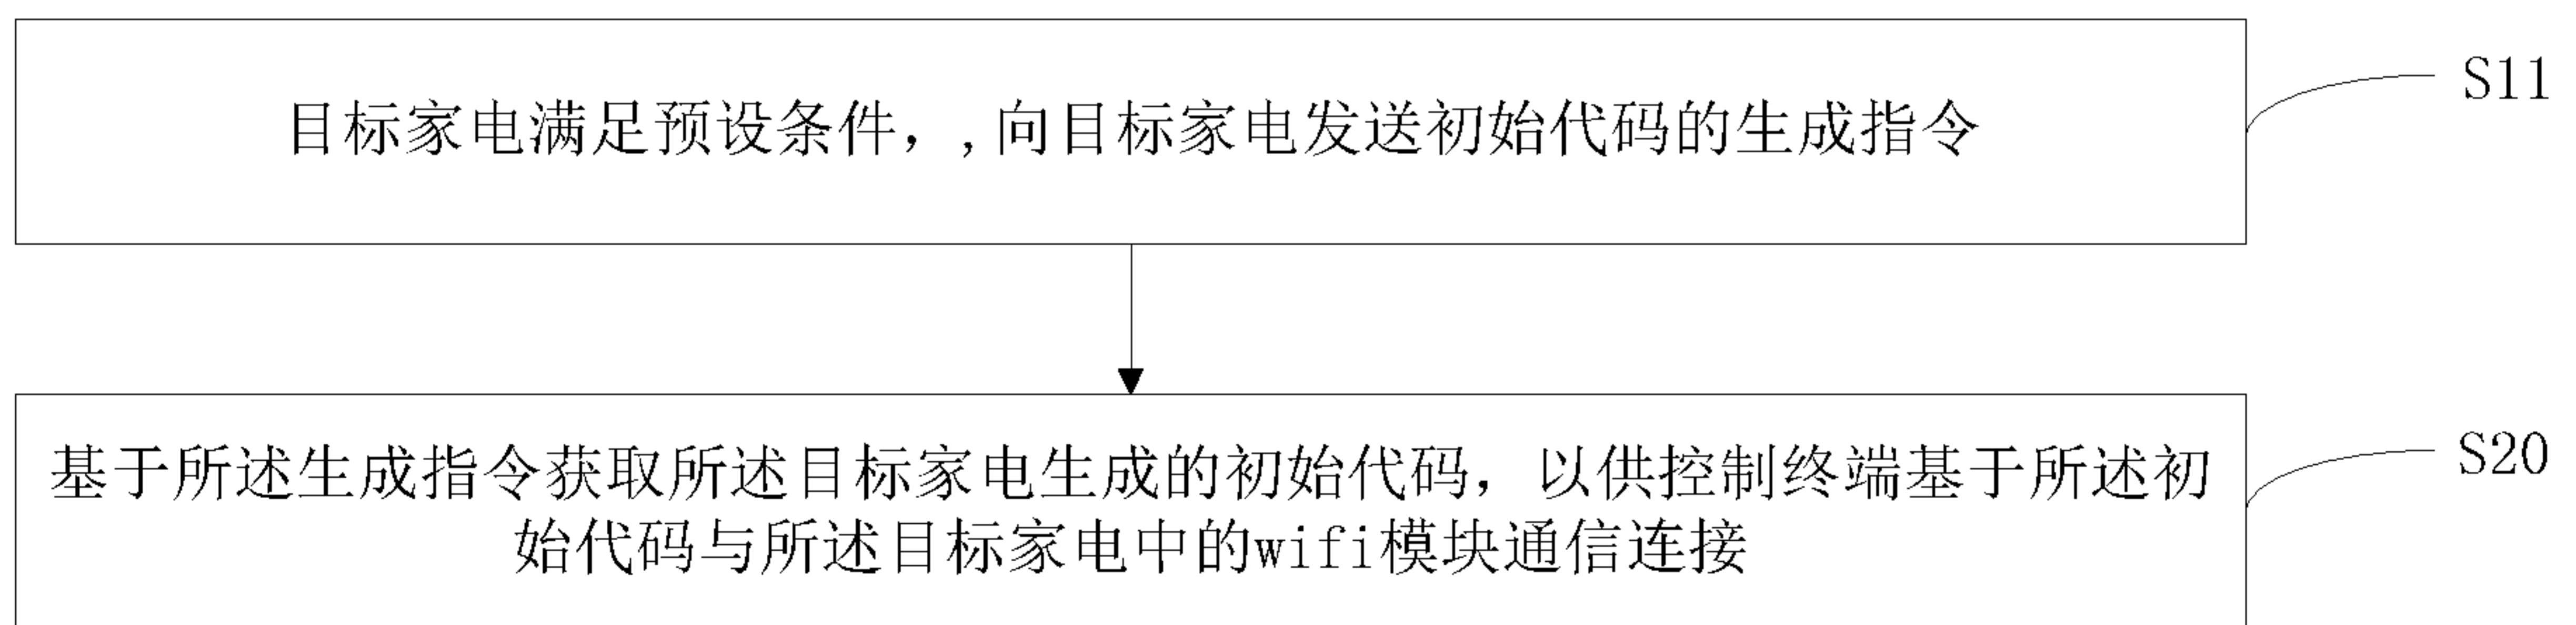 目标家电满足预设条件，,向目标家电发送初始代码的生成指令
S11
基于所述生成指令获取所述目标家电生成的初始代码，以供控制终端基于所述初
始代码与所述目标家电中的wifi模块通信连接
S20